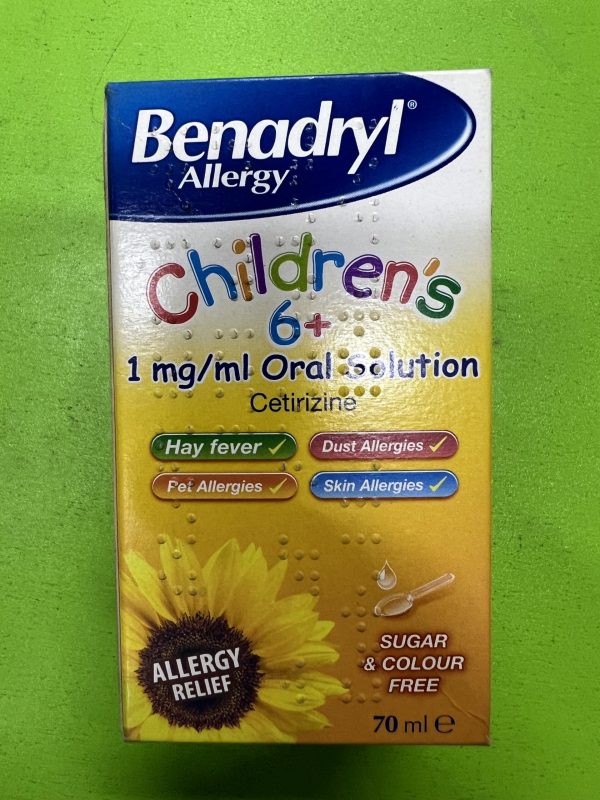 Benadryl®
Allergy
Children's
6+
1 mg/ml Oral Solution
Cetirizine
Hay fever ✓
Dust Allergies ✓
Pet Allergies ✓
Skin Allergies ✓
ALLERGY
RELIEF
SUGAR
& COLOUR
FREE
70 ml ℮